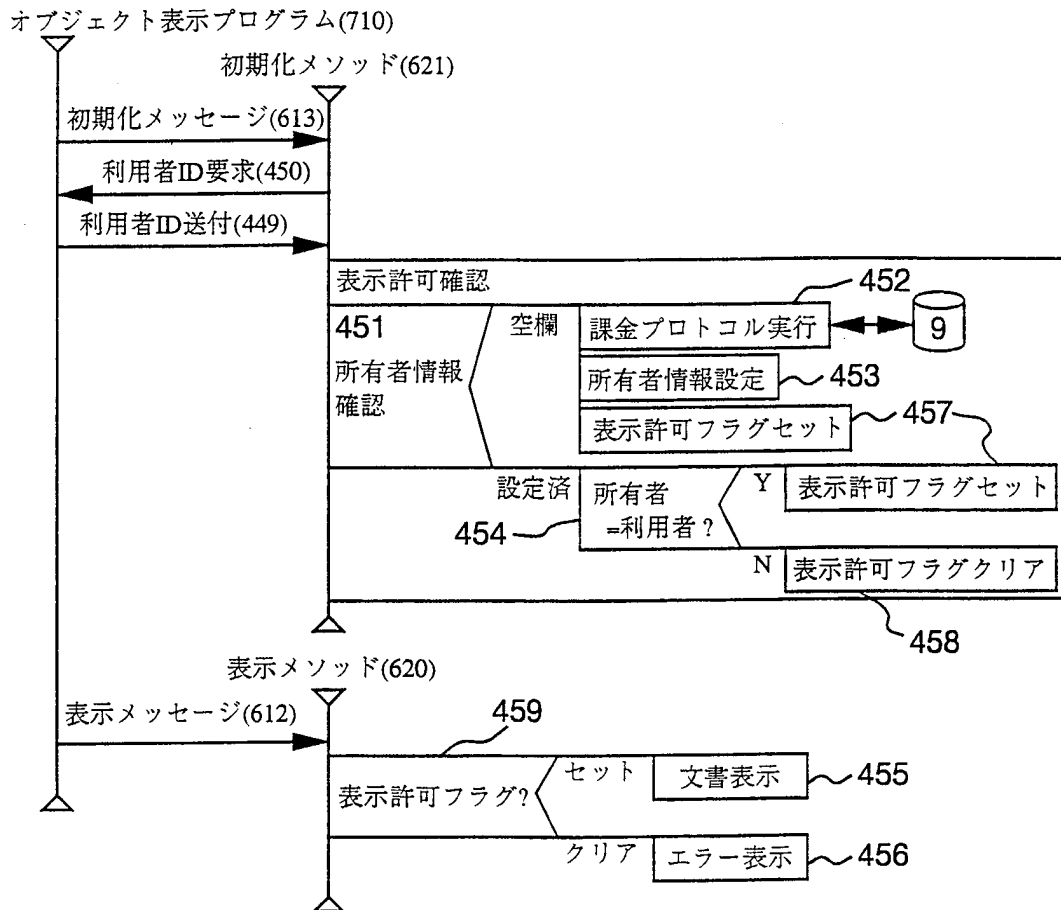 オブジェクト表示プログラム(710)
初期化メソッド(621)
初期化メッセージ(613)
利用者ID要求(450)
利用者ID送付(449)
表示許可確認
452
451
空欄
課金プロトコル実行
9
所有者情報
確認
所有者情報設定
453
表示許可フラグセット
457
設定済
所有者
=利用者?
454
Y
表示許可フラグセット
N
表示許可フラグクリア
458
表示メソッド(620)
表示メッセージ(612)
459
表示許可フラグ?
セット
文書表示
455
クリア
エラー表示
456